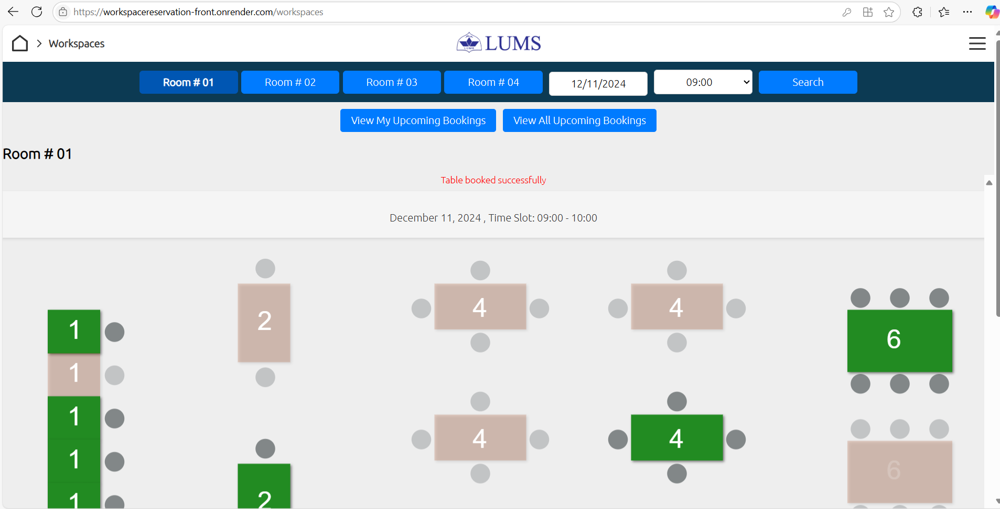 https://workspacereservation-front.onrender.com/workspaces
Workspaces
LUMS
LUMS
Room # 01
Room # 02
Room # 03
Room # 04
12/11/2024
09:00
Search
View My Upcoming Bookings
View All Upcoming Bookings
Room # 01
Table booked successfully
December 11, 2024 , Time Slot: 09:00 - 10:00
1
1
1
1
1
2
2
4
4
4
4
6
6